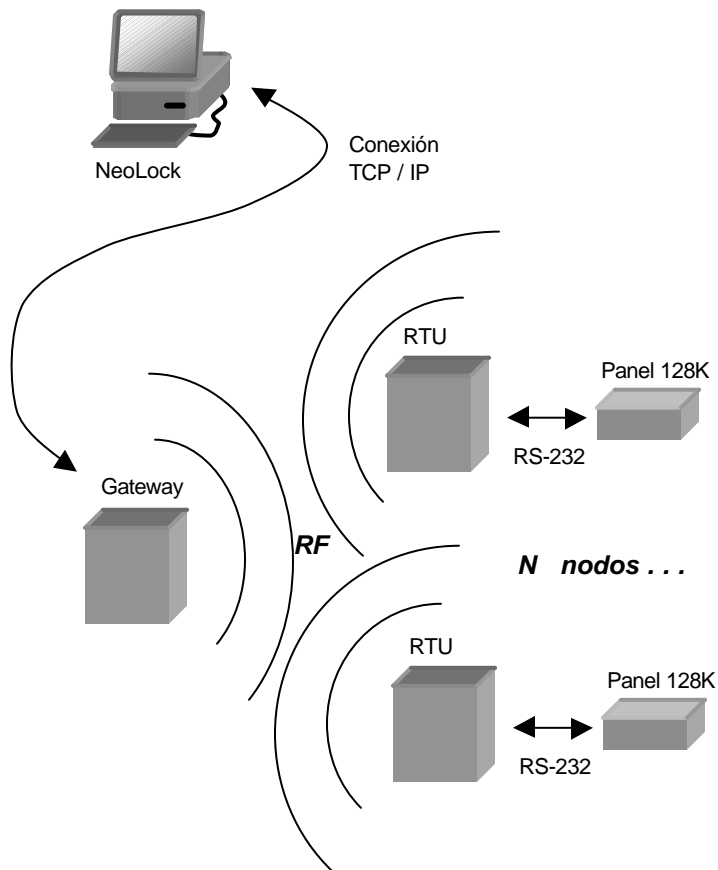 NeoLock
Conexión
TCP / IP
RTU
Panel 128K
RS-232
Gateway
RF
N nodos . . .
RTU
Panel 128K
RS-232